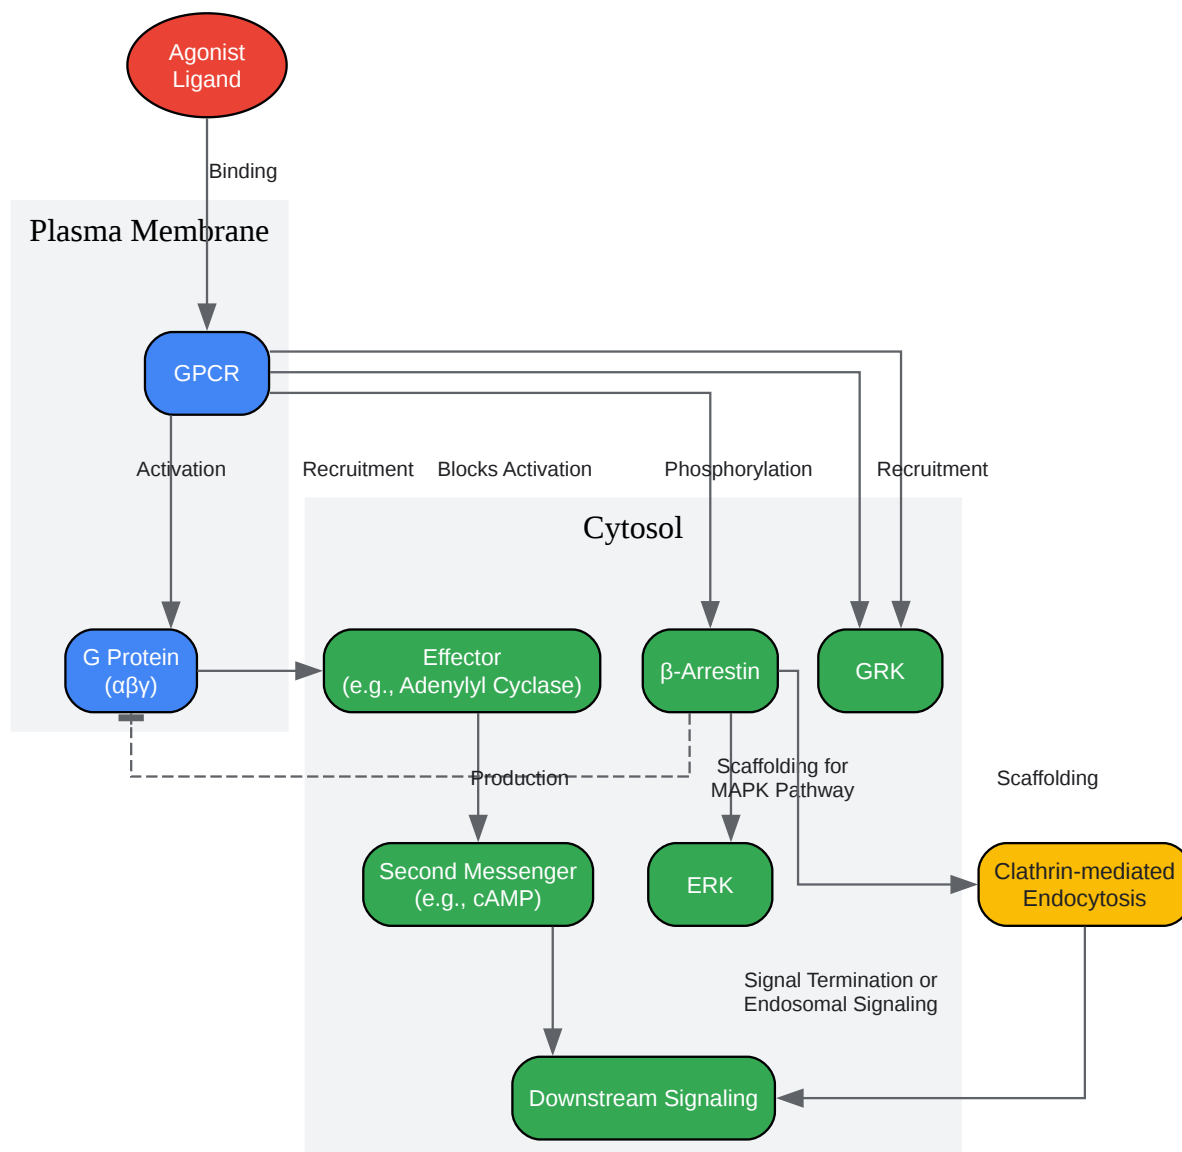 Agonist
Ligand
Binding
Plasma Membrane
GPCR
Activation
Recruitment
Blocks Activation
Phosphorylation
Recruitment
Cytosol
G Protein
(αβγ)
Effector
(e.g., Adenylyl Cyclase)
β-Arrestin
GRK
Production
Scaffolding for
MAPK Pathway
Scaffolding
Second Messenger
(e.g., cAMP)
ERK
Clathrin-mediated
Endocytosis
Signal Termination or
Endosomal Signaling
Downstream Signaling